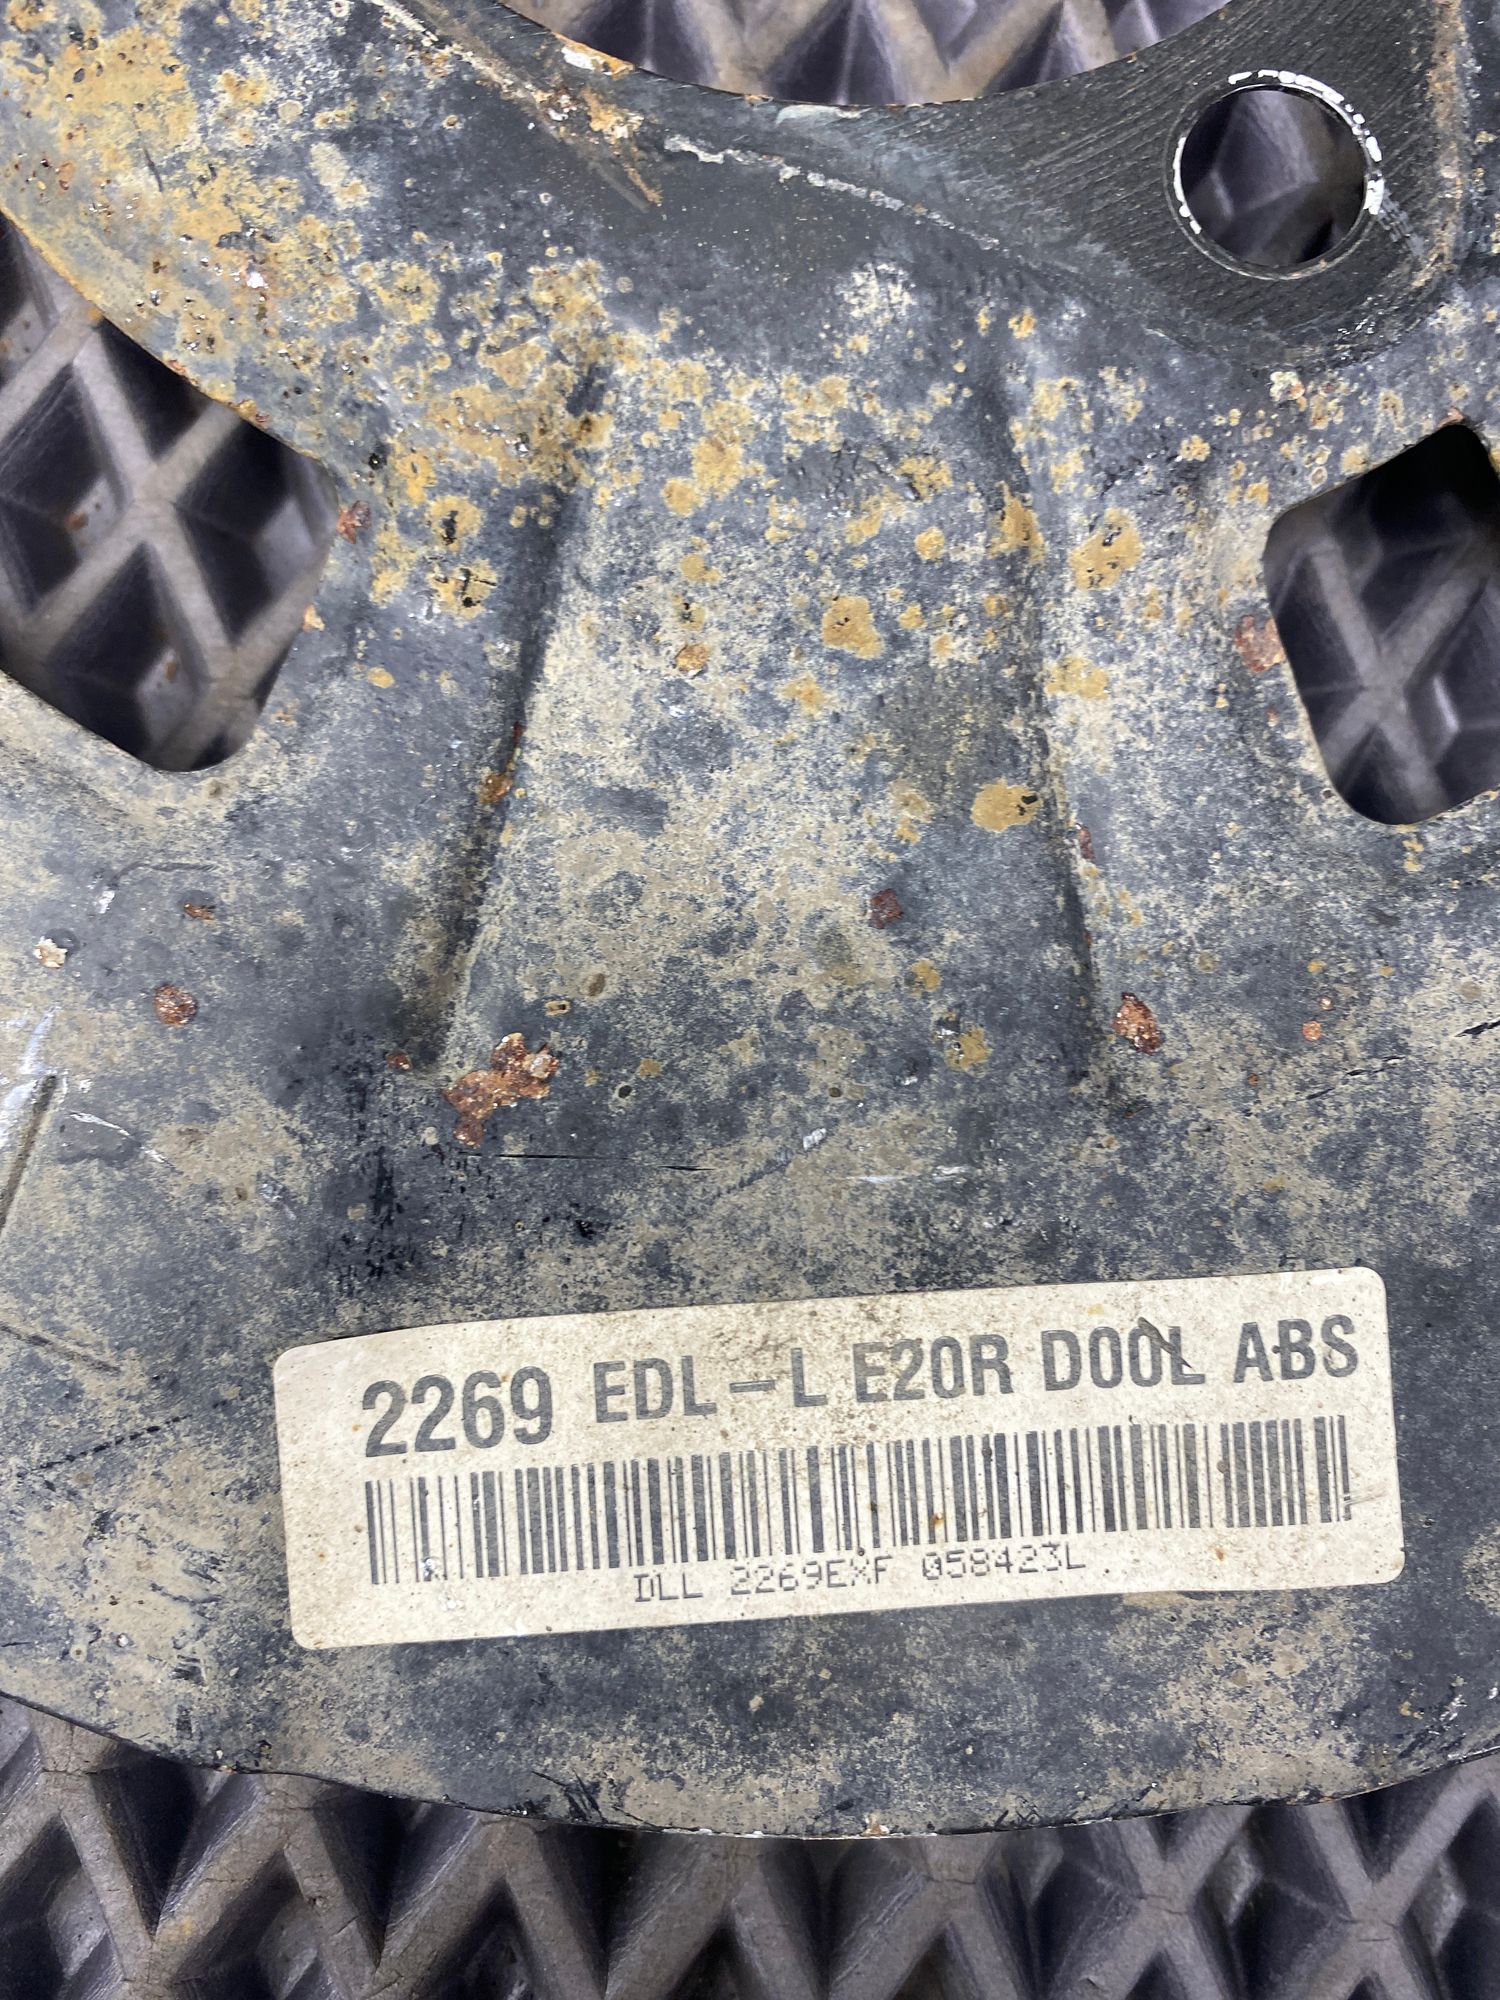 2269 EDL-L E20R D00L ABS
DLL 2269EXF 058423L